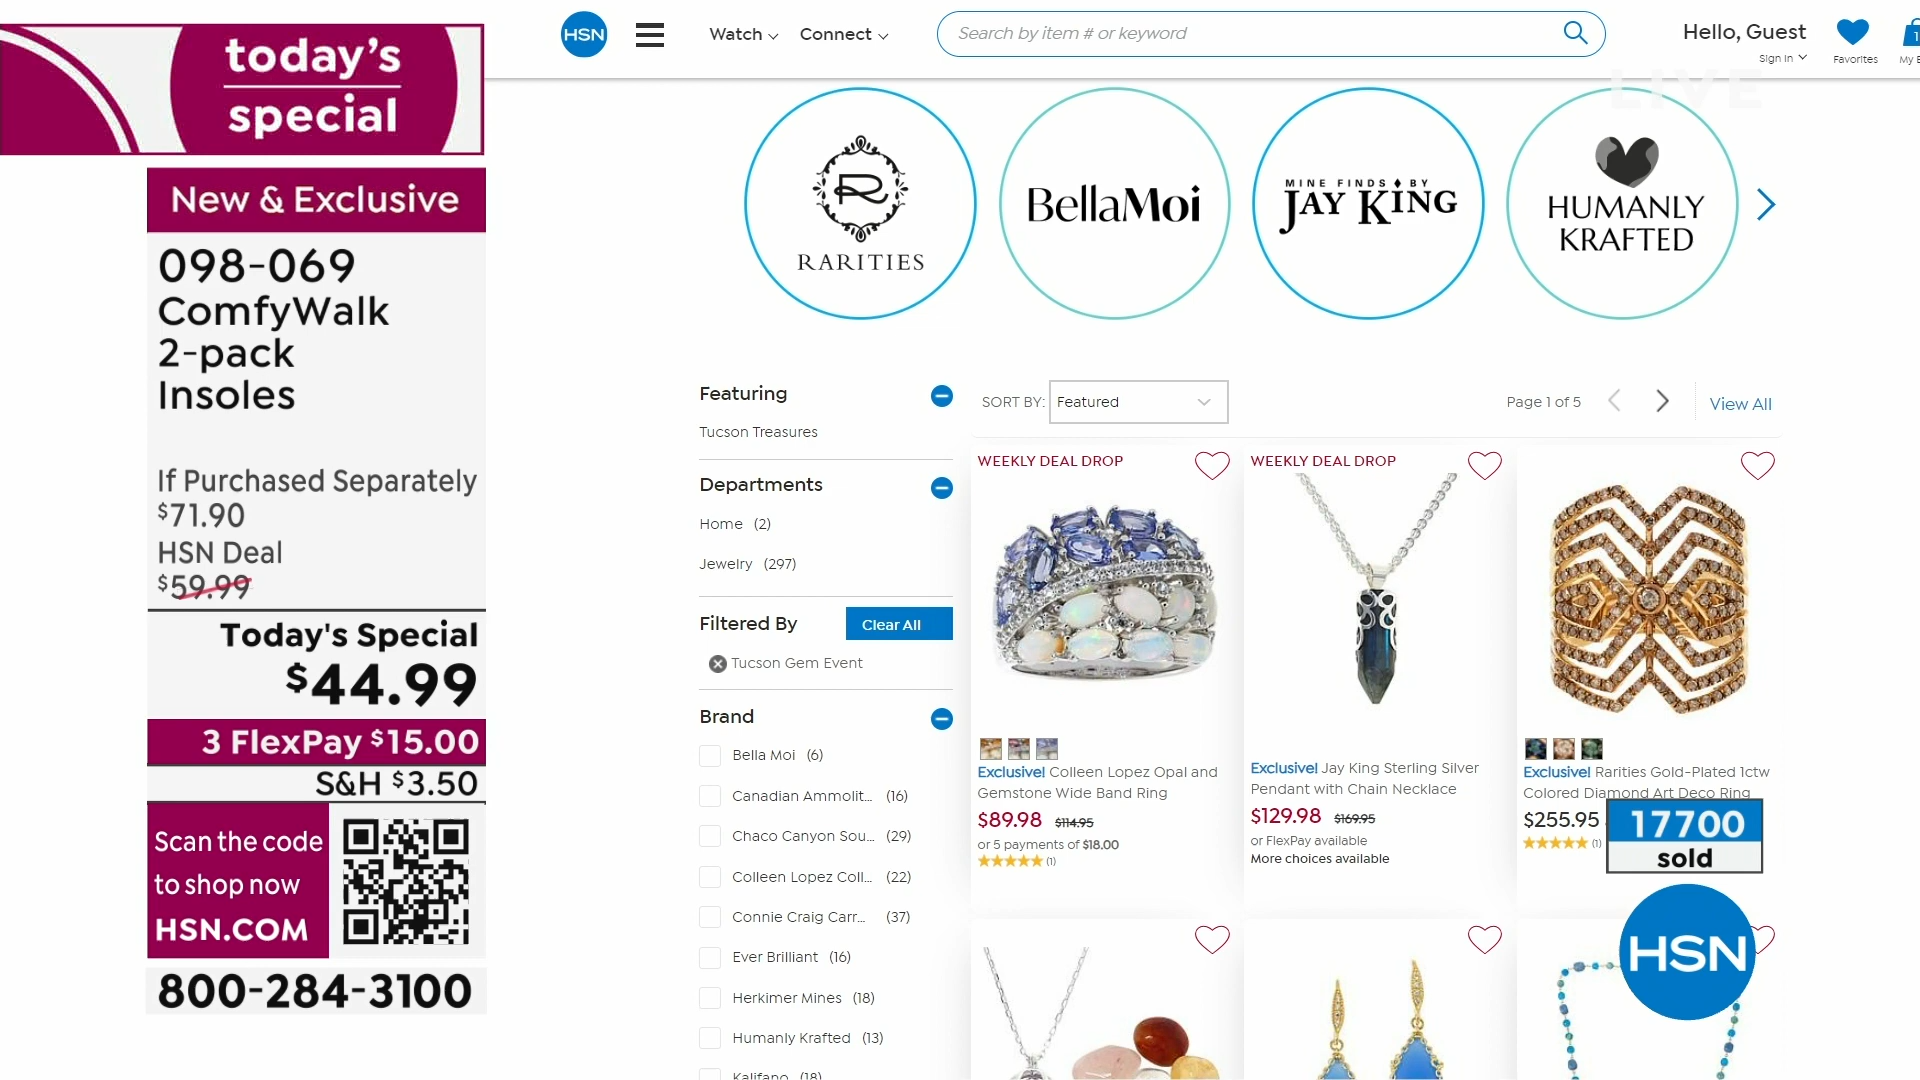 today's
special
New & Exclusive
098-069
ComfyWalk
2-pack
Insoles
If Purchased Separately
$71.90
HSN Deal
$59.99
Today's Special
$44.99
3 FlexPay $15.00
S&H $3.50
Scan the code
to shop now
HSN.COM
800-284-3100
HSN
Watch
Connect
Search by item # or keyword
Hello, Guest
Sign In
Favorites
1
LIVE
R
RARITIES
BellaMoi
MINE FINDS BY
JAY KING
HUMANLY
KRAFTED
Featuring
Tucson Treasures
Departments
Home (2)
Jewelry (297)
Filtered By
Clear All
Tucson Gem Event
Brand
Bella Moi (6)
Canadian Ammolit... (16)
Chaco Canyon Sou... (29)
Colleen Lopez Coll... (22)
Connie Craig Carr... (37)
Ever Brilliant (16)
Herkimer Mines (18)
Humanly Krafted (13)
Kalifano (18)
SORT BY: Featured
Page 1 of 5
View All
WEEKLY DEAL DROP
Exclusive! Colleen Lopez Opal and
Gemstone Wide Band Ring
$89.98 $114.95
or 5 payments of $18.00
(1)
WEEKLY DEAL DROP
Exclusive! Jay King Sterling Silver
Pendant with Chain Necklace
$129.98 $169.95
or FlexPay available
More choices available
Exclusive! Rarities Gold-Plated 1ctw
Colored Diamond Art Deco Ring
$255.95
(1)
17700
sold
HSN